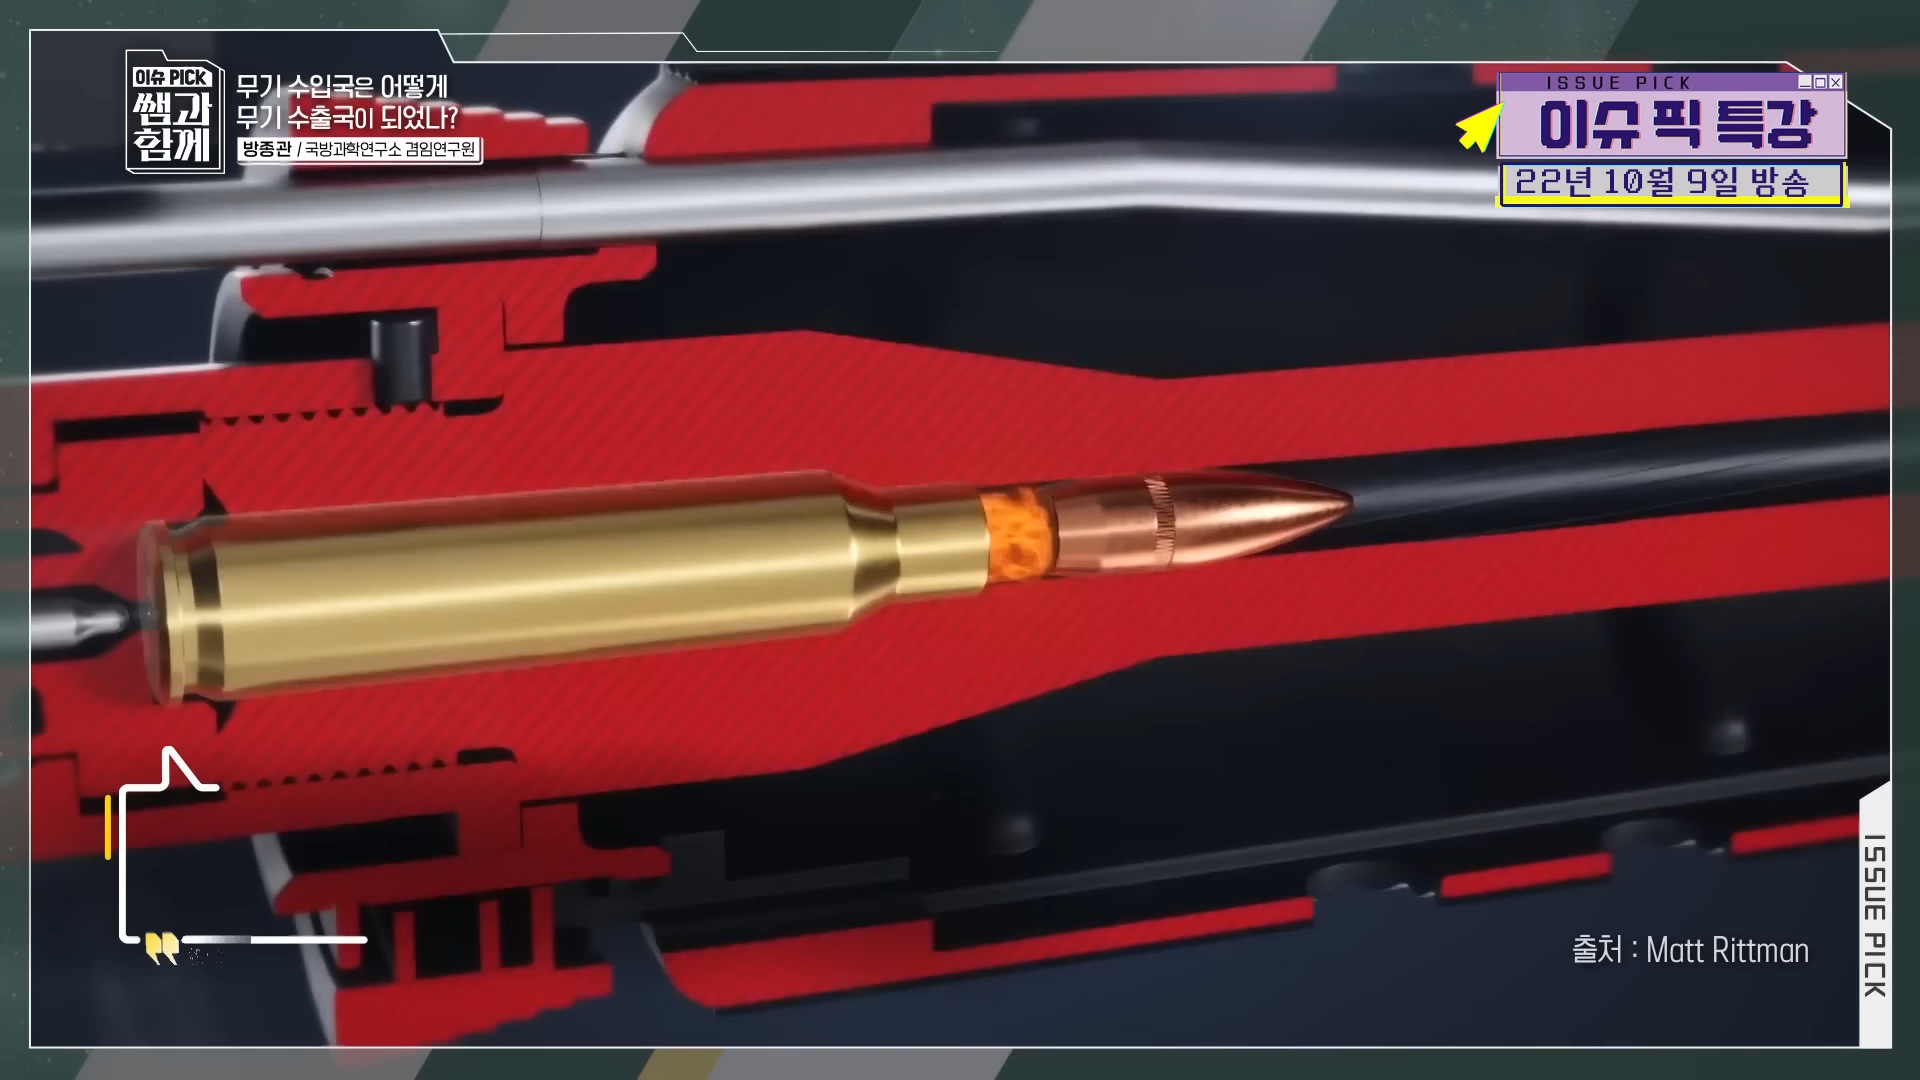 이슈 PICK
쌤과
함께
무기 수입국은 어떻게
무기 수출국이 되었나?
방종관 / 국방과학연구소 겸임연구원
ISSUE PICK
이슈 픽 특강
22년 10월 9일 방송
출처 : Matt Rittman
ISSUE PICK